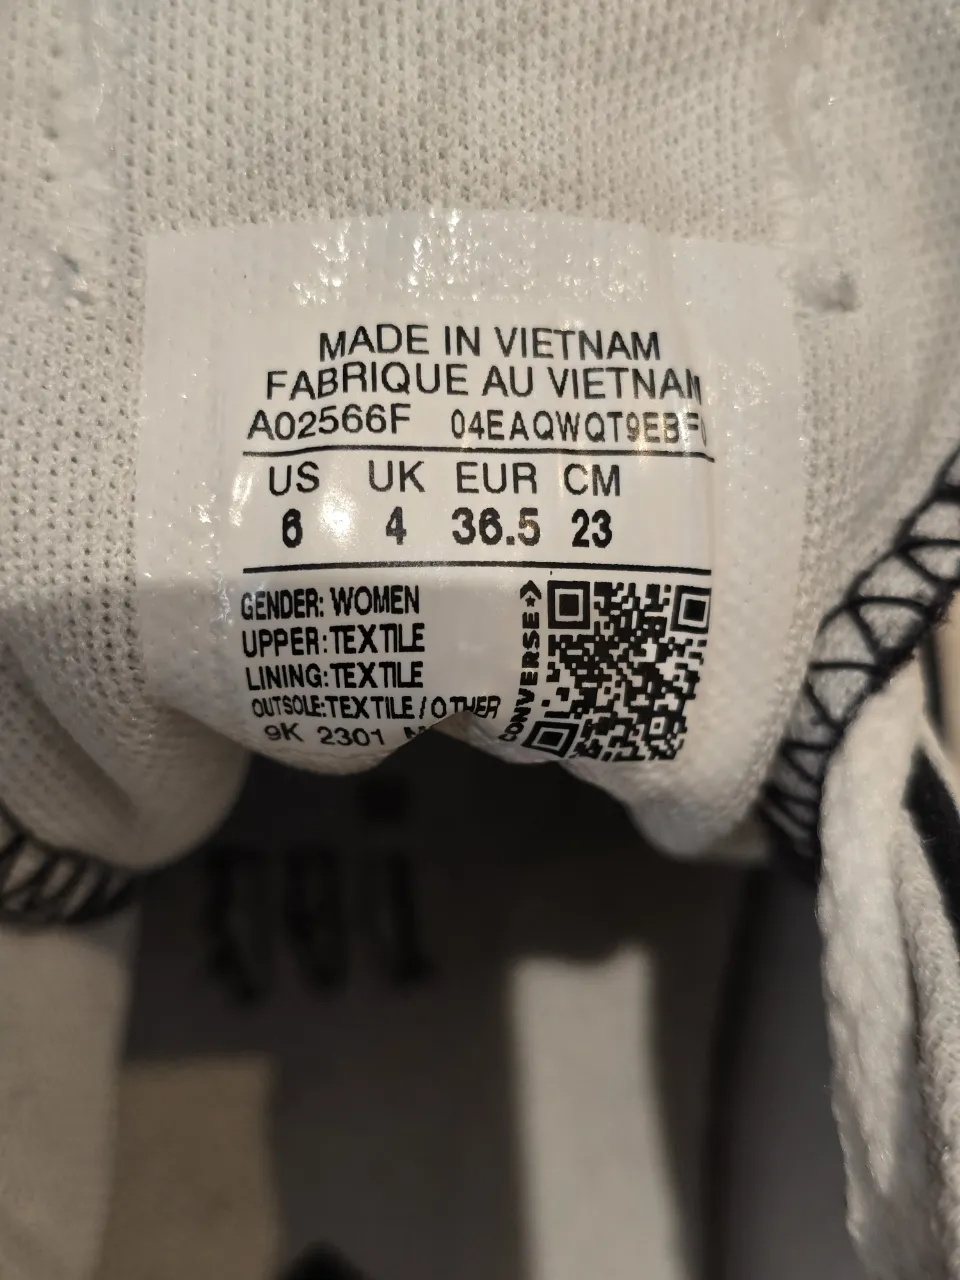 MADE IN VIETNAM
FABRIQUE AU VIETNAM
A02566F 04EAQWQT9EBF
US UK EUR CM
6 4 36.5 23
GENDER: WOMEN
UPPER: TEXTILE
LINING: TEXTILE
OUTSOLE: TEXTILE / OTHER
9K 2301
CONVERSE